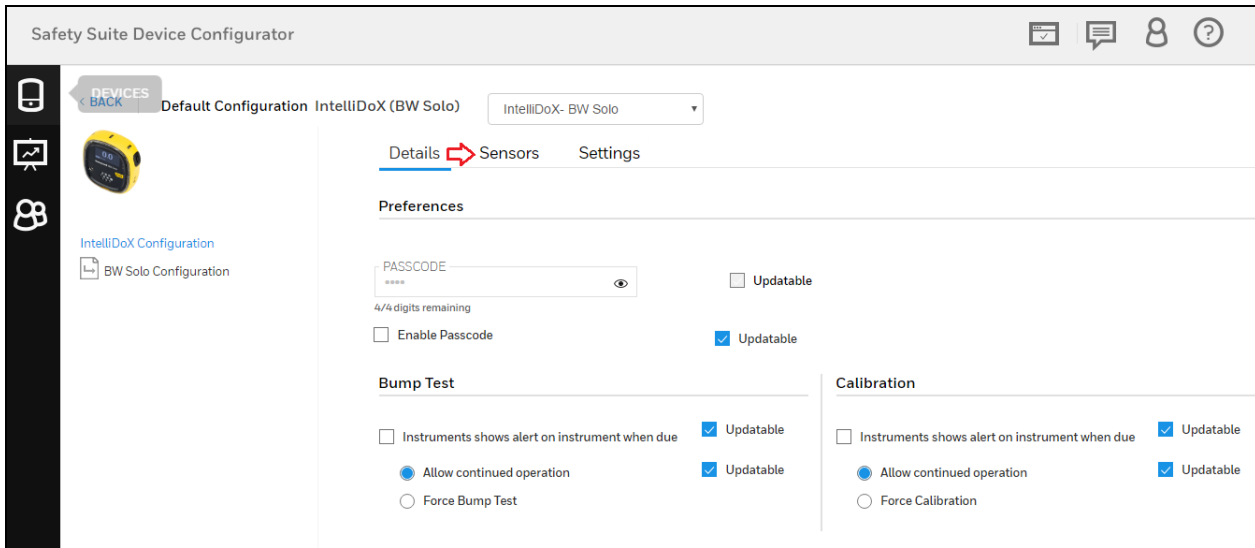 Safety Suite Device Configurator
DEVICES
< BACK
Default Configuration IntelliDoX (BW Solo)
IntelliDoX- BW Solo
Details
Sensors
Settings
Preferences
IntelliDoX Configuration
BW Solo Configuration
PASSCODE
****
Updatable
4/4 digits remaining
Enable Passcode
Updatable
Bump Test
Calibration
Instruments shows alert on instrument when due
Updatable
Instruments shows alert on instrument when due
Updatable
Allow continued operation
Updatable
Allow continued operation
Updatable
Force Bump Test
Force Calibration